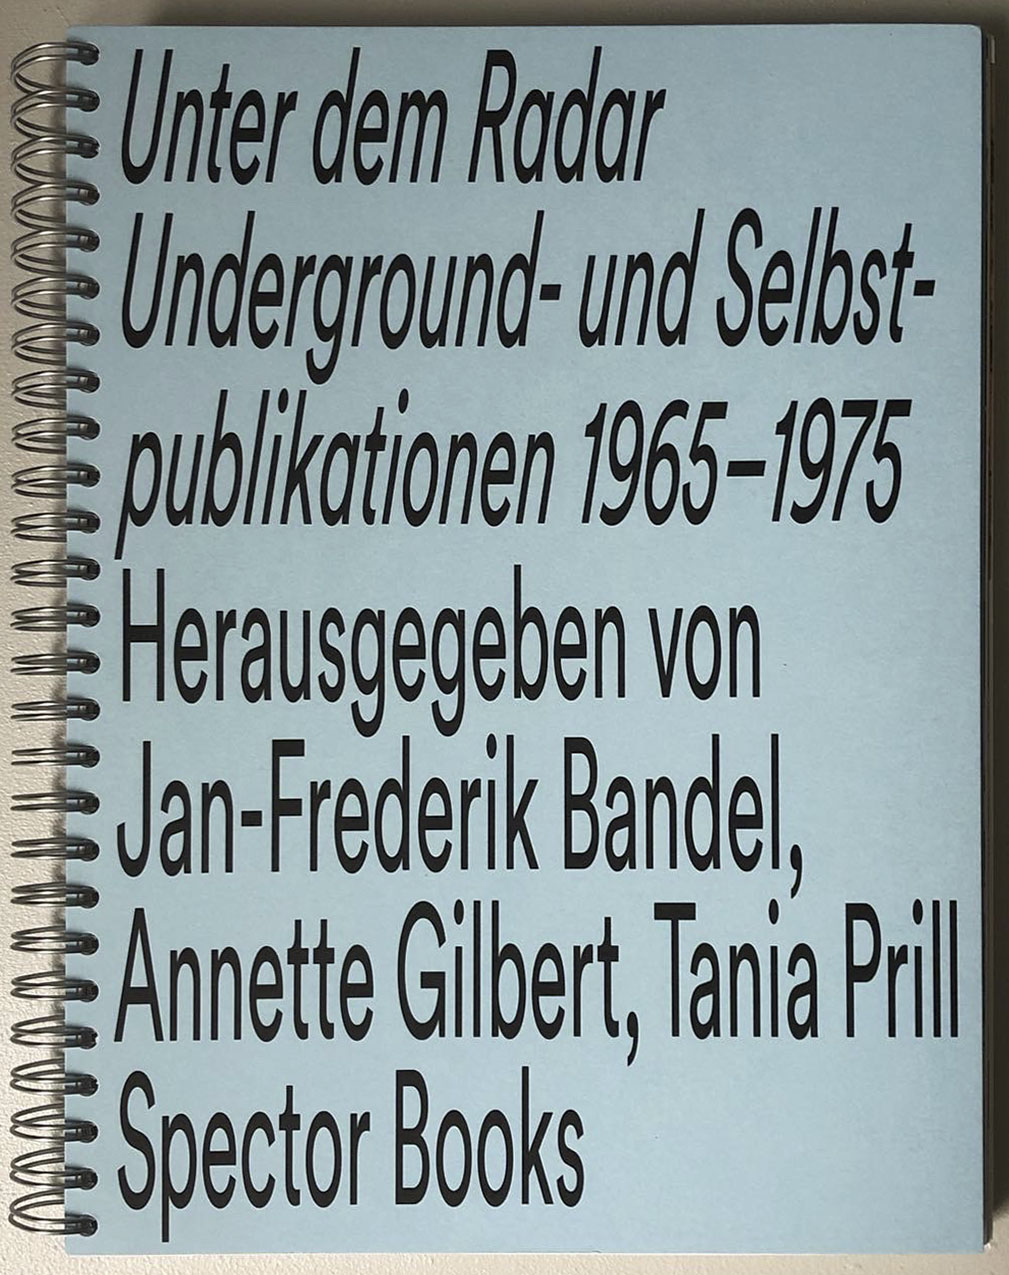 Unter dem Radar
Underground- und Selbst-
publikationen 1965–1975
Herausgegeben von
Jan-Frederik Bandel,
Annette Gilbert, Tania Prill
Spector Books